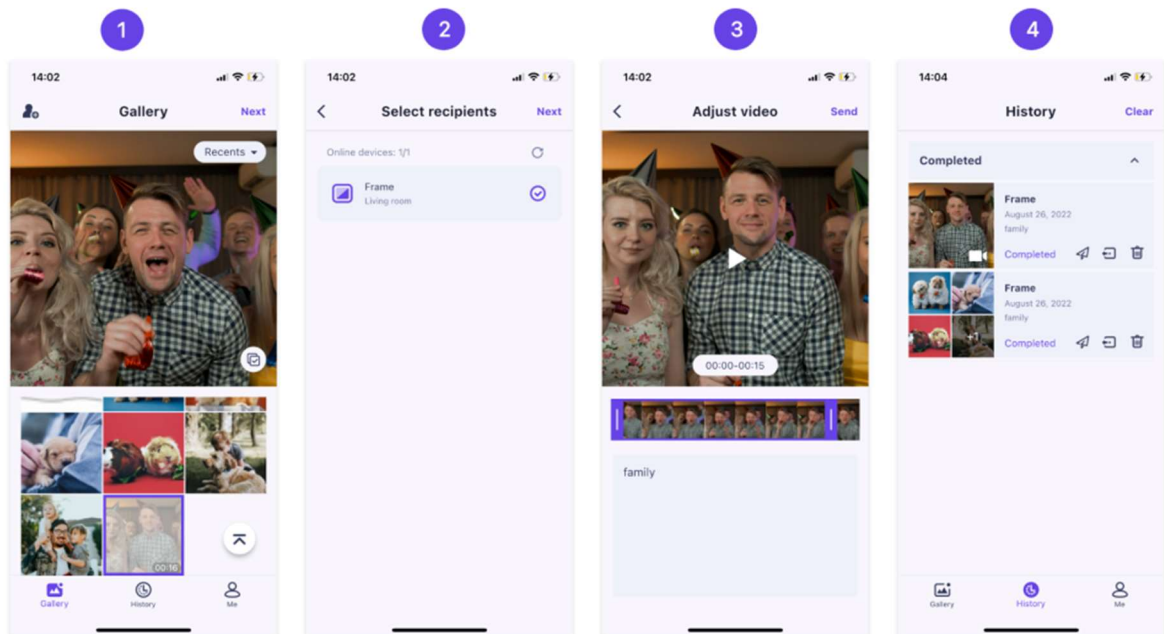 1
2
3
4
14:02
Gallery
Next
Recents
00:16
Gallery
History
Me
14:02
Select recipients
Next
Online devices: 1/1
Frame
Living room
14:02
Adjust video
Send
00:00-00:15
family
14:04
History
Clear
Completed
Frame
August 26, 2022
family
Completed
Frame
August 26, 2022
family
Completed
Gallery
History
Me